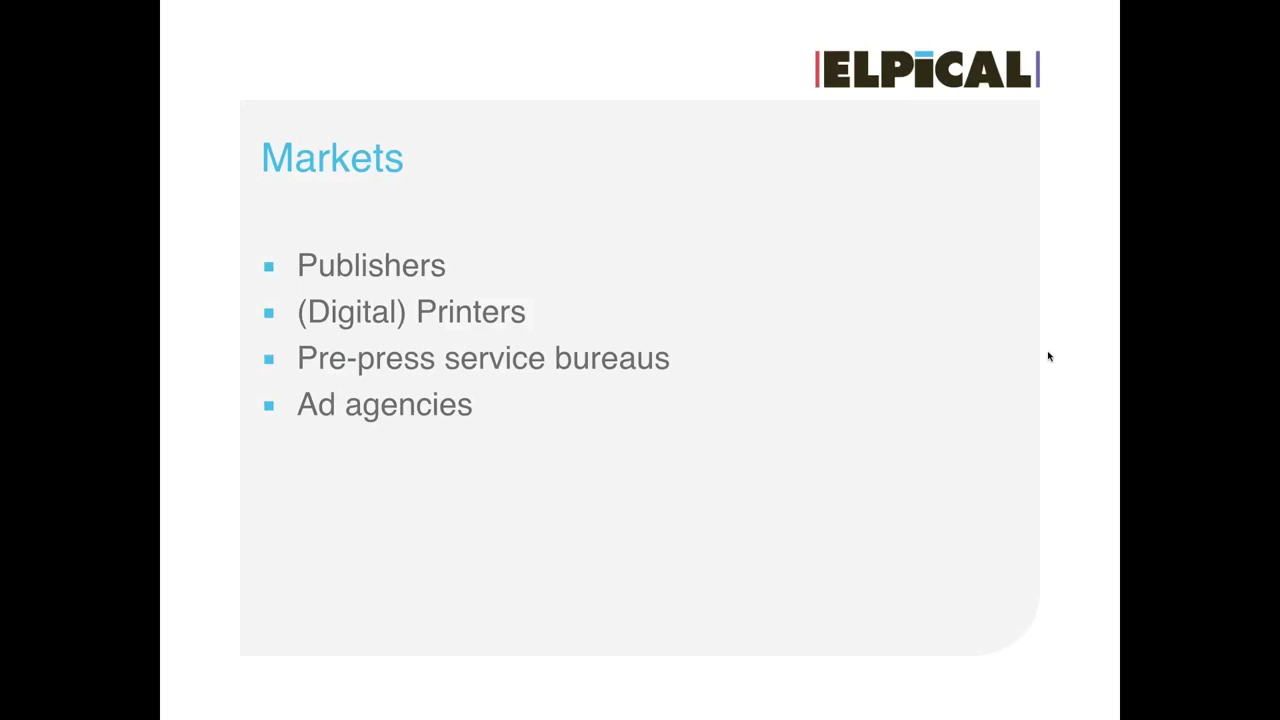 ELPICAL
Markets
Publishers
(Digital) Printers
Pre-press service bureaus
Ad agencies